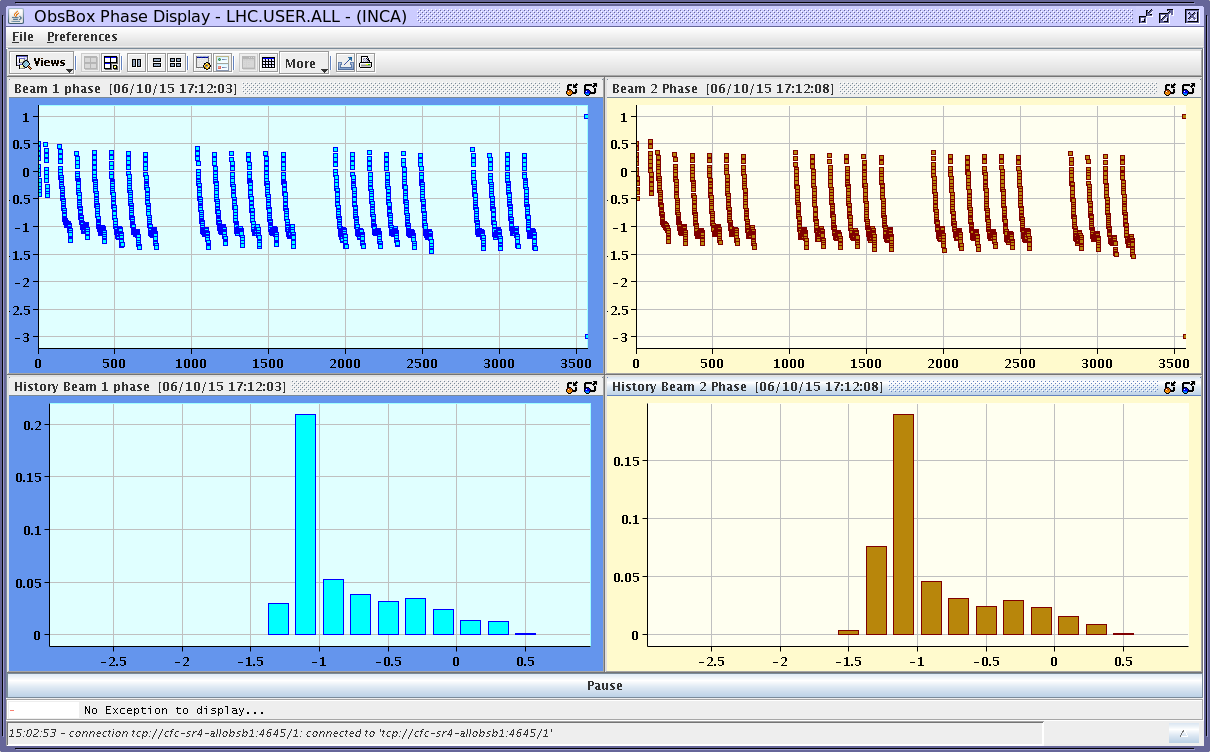 ObsBox Phase Display - LHC.USER.ALL - (INCA)
File Preferences
Views More
Beam 1 phase [06/10/15 17:12:03]
1
0.5
0
-0.5
-1
-1.5
-2
-2.5
-3
0 500 1000 1500 2000 2500 3000 3500
Beam 2 Phase [06/10/15 17:12:08]
1
0.5
0
-0.5
-1
-1.5
-2
-2.5
-3
0 500 1000 1500 2000 2500 3000 3500
History Beam 1 phase [06/10/15 17:12:03]
0.2
0.15
0.1
0.05
0
-2.5 -2 -1.5 -1 -0.5 0 0.5
History Beam 2 Phase [06/10/15 17:12:08]
0.15
0.1
0.05
0
-2.5 -2 -1.5 -1 -0.5 0 0.5
Pause
- No Exception to display...
15:02:53 - connection tcp://cfc-sr4-allobsb1:4645/1: connected to 'tcp://cfc-sr4-allobsb1:4645/1'